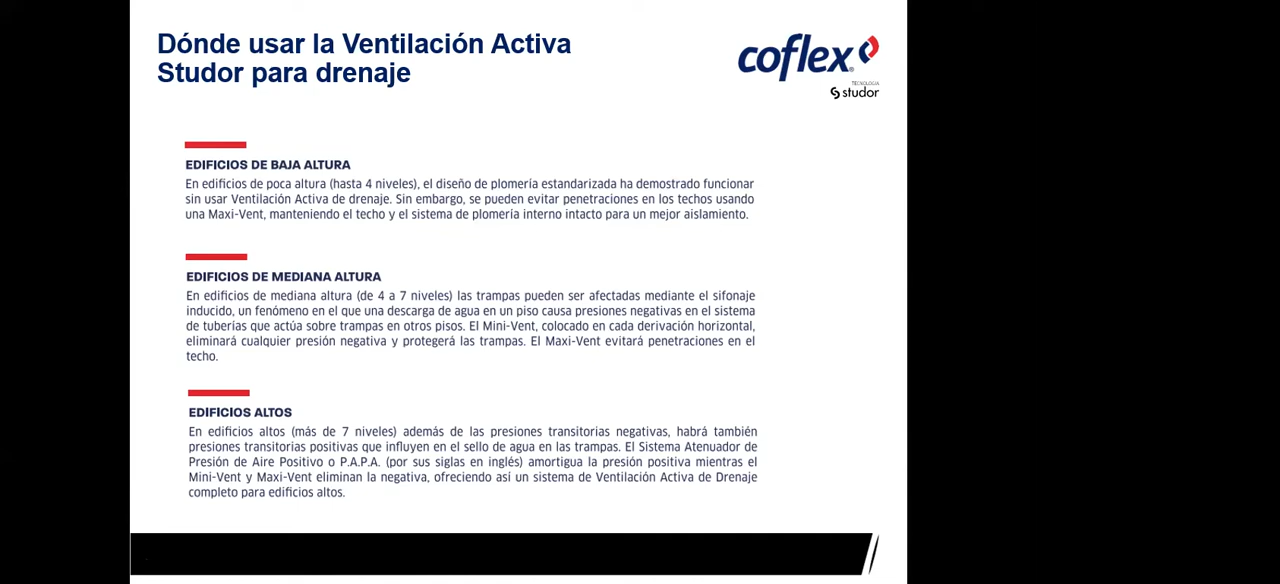 Dónde usar la Ventilación Activa
Studor para drenaje
coflex®
TECNOLOGÍA
studor
EDIFICIOS DE BAJA ALTURA
En edificios de poca altura (hasta 4 niveles), el diseño de plomería estandarizada ha demostrado funcionar
sin usar Ventilación Activa de drenaje. Sin embargo, se pueden evitar penetraciones en los techos usando
una Maxi-Vent, manteniendo el techo y el sistema de plomería interno intacto para un mejor aislamiento.
EDIFICIOS DE MEDIANA ALTURA
En edificios de mediana altura (de 4 a 7 niveles) las trampas pueden ser afectadas mediante el sifonaje
inducido, un fenómeno en el que una descarga de agua en un piso causa presiones negativas en el sistema
de tuberías que actúa sobre trampas en otros pisos. El Mini-Vent, colocado en cada derivación horizontal,
eliminará cualquier presión negativa y protegerá las trampas. El Maxi-Vent evitará penetraciones en el
techo.
EDIFICIOS ALTOS
En edificios altos (más de 7 niveles) además de las presiones transitorias negativas, habrá también
presiones transitorias positivas que influyen en el sello de agua en las trampas. El Sistema Atenuador de
Presión de Aire Positivo o P.A.P.A. (por sus siglas en inglés) amortigua la presión positiva mientras el
Mini-Vent y Maxi-Vent eliminan la negativa, ofreciendo así un sistema de Ventilación Activa de Drenaje
completo para edificios altos.